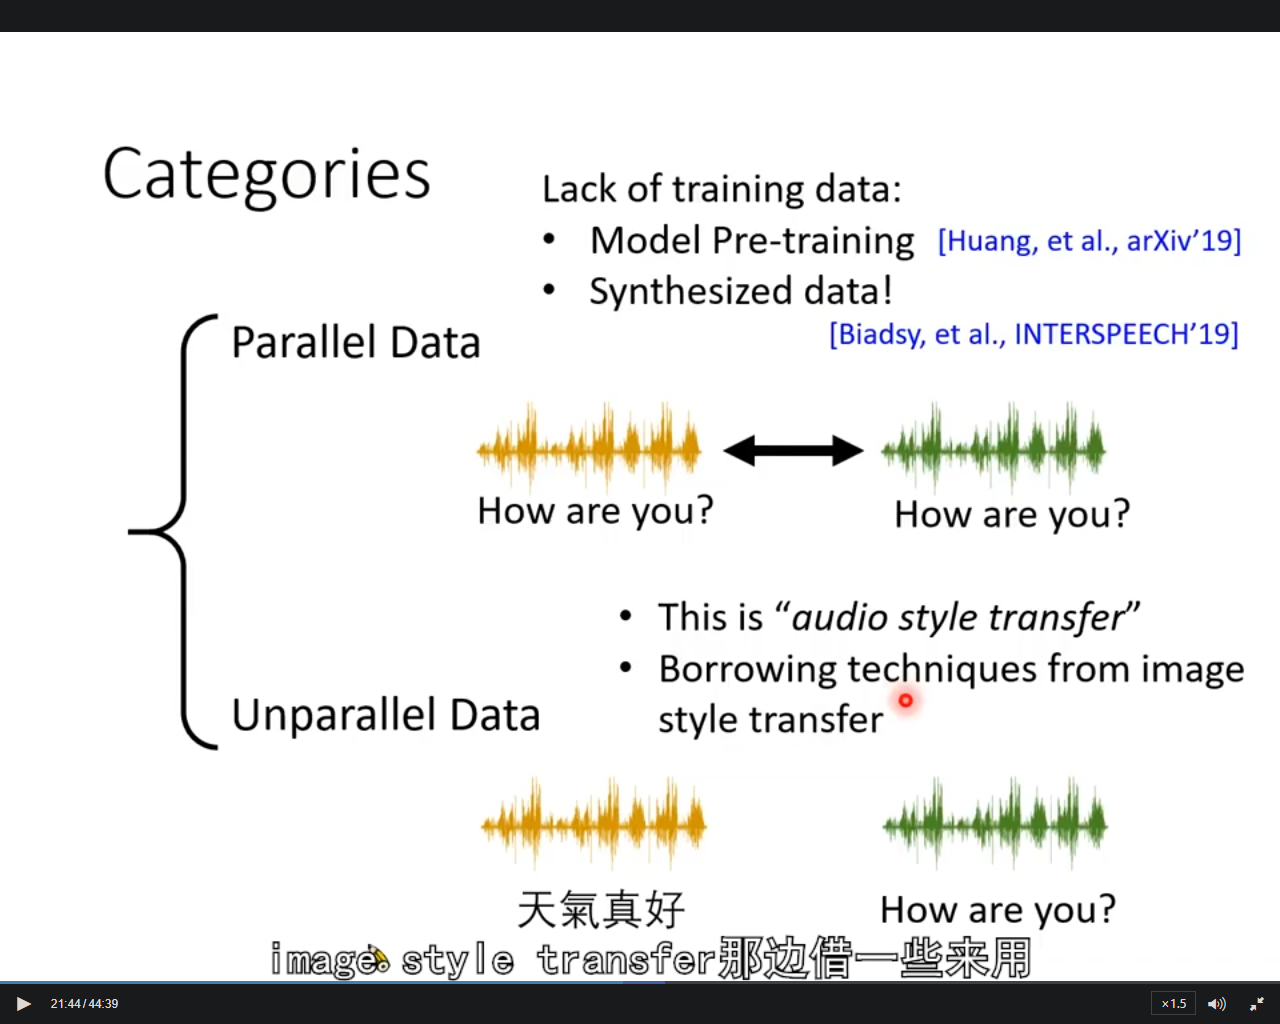 Categories
Lack of training data:
• Model Pre-training [Huang, et al., arXiv’19]
• Synthesized data!
[Biadsy, et al., INTERSPEECH’19]
Parallel Data
How are you?
How are you?
• This is “audio style transfer”
• Borrowing techniques from image
style transfer
Unparallel Data
天氣真好
How are you?
image style transfer那边借一些来用
21:44/44:39
×1.5